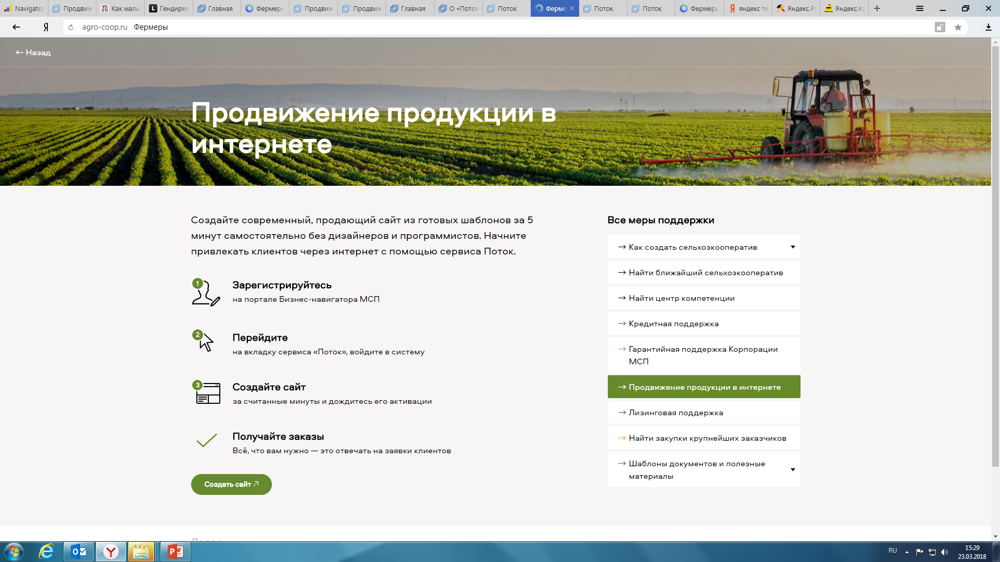 Navigator
Продвиж
Как малы
Гендирек
Главная
Фермеры
Продвиж
Продвиж
Главная
О «Поток
Поток
Ферме
Поток
Поток
Фермеры
яндекс те
Яндекс.Ра
Яндекс.Ка
agro-coop.ru Фермеры
← Назад
Продвижение продукции в
интернете
Создайте современный, продающий сайт из готовых шаблонов за 5
минут самостоятельно без дизайнеров и программистов. Начните
привлекать клиентов через интернет с помощью сервиса Поток.
1
Зарегистрируйтесь
на портале Бизнес-навигатора МСП
2
Перейдите
на вкладку сервиса «Поток», войдите в систему
3
Создайте сайт
за считанные минуты и дождитесь его активации
Получайте заказы
Всё, что вам нужно — это отвечать на заявки клиентов
Создать сайт
Все меры поддержки
→ Как создать сельхозкооператив
→ Найти ближайший сельхозкооператив
→ Найти центр компетенции
→ Кредитная поддержка
→ Гарантийная поддержка Корпорации
МСП
→ Продвижение продукции в интернете
→ Лизинговая поддержка
→ Найти закупки крупнейших заказчиков
→ Шаблоны документов и полезные
материалы
RU
15:29
23.03.2018